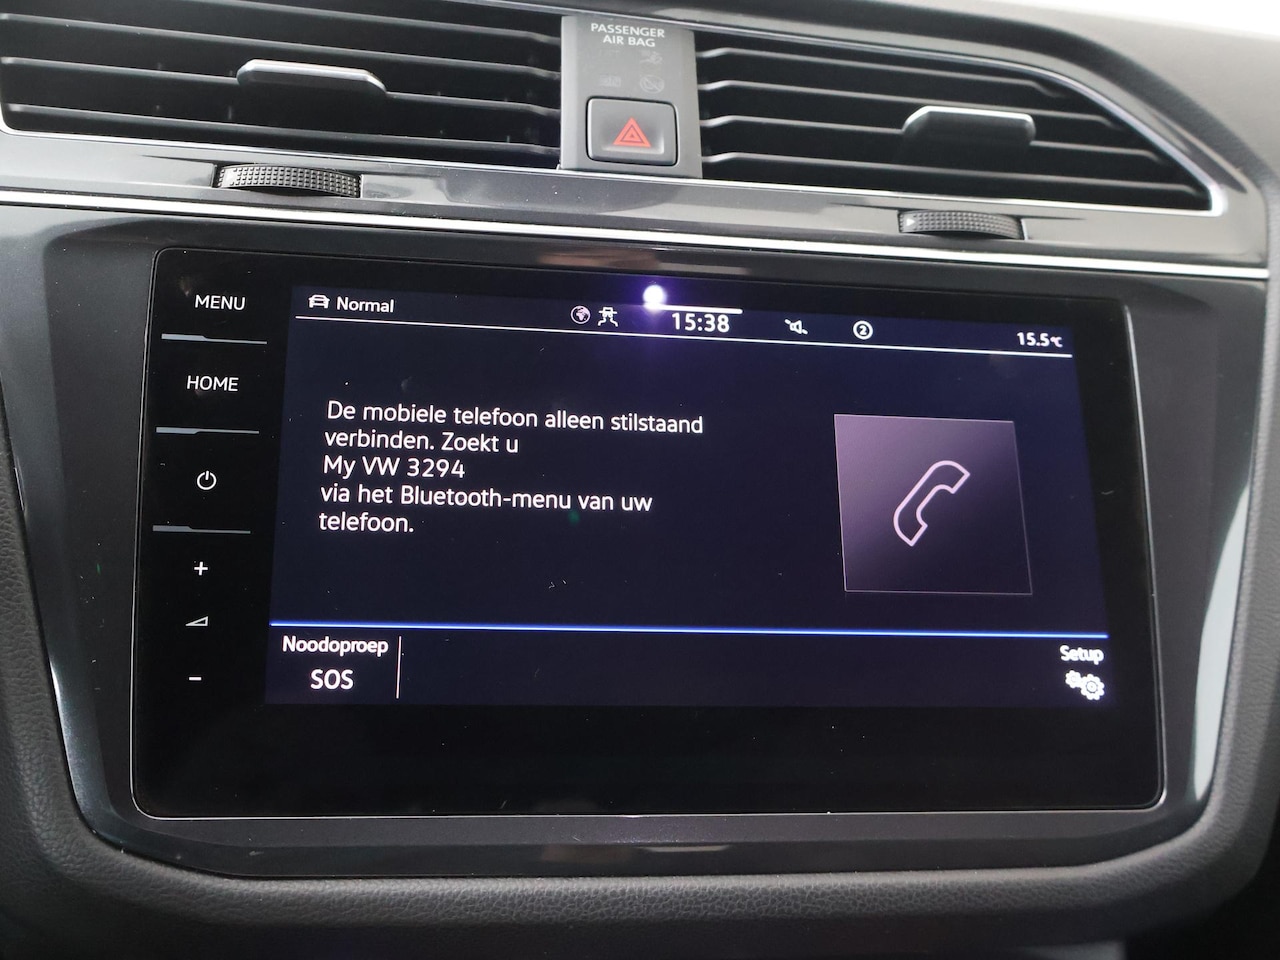 PASSENGER
AIR BAG
MENU
HOME
+
-
Normal
15:38
2
15.5°C
De mobiele telefoon alleen stilstaand
verbinden. Zoekt u
My VW 3294
via het Bluetooth-menu van uw
telefoon.
Noodoproep
SOS
Setup